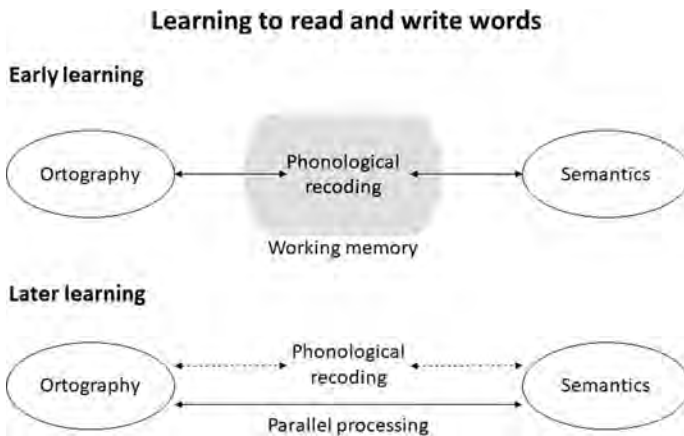 Learning to read and write words
Early learning
Ortography
Phonological
recoding
Semantics
Working memory
Later learning
Ortography
Phonological
recoding
Semantics
Parallel processing